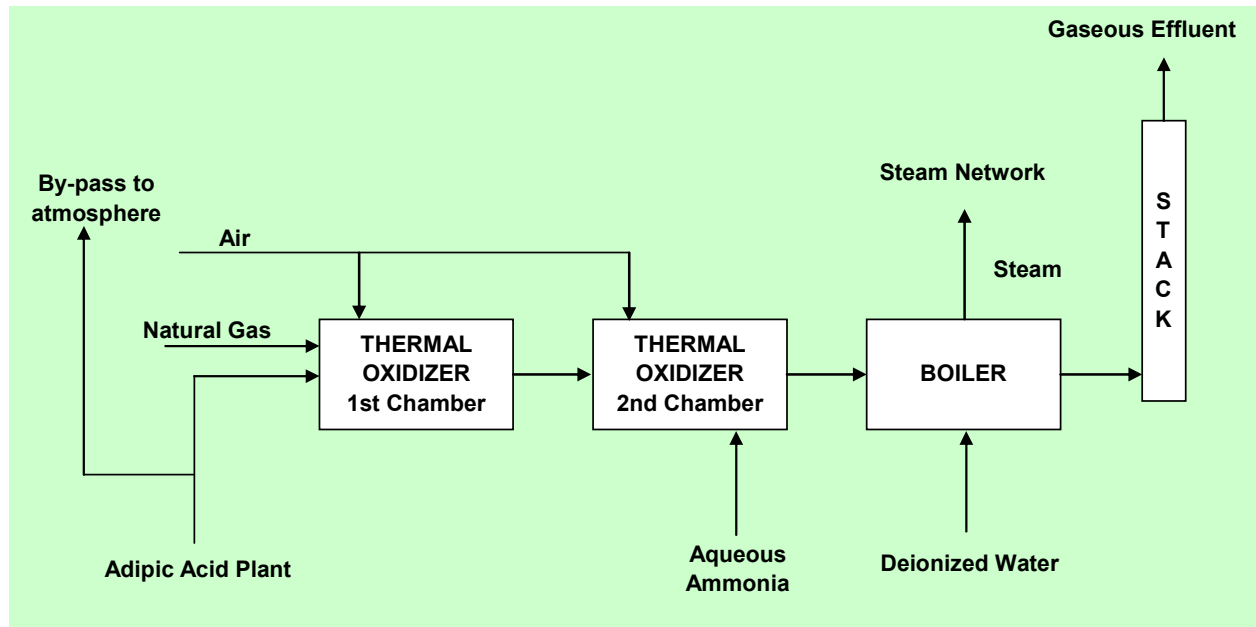 Gaseous Effluent
By-pass to
atmosphere
Steam Network
S
T
A
C
K
Air
Steam
Natural Gas
THERMAL
OXIDIZER
1st Chamber
THERMAL
OXIDIZER
2nd Chamber
BOILER
Adipic Acid Plant
Aqueous
Ammonia
Deionized Water